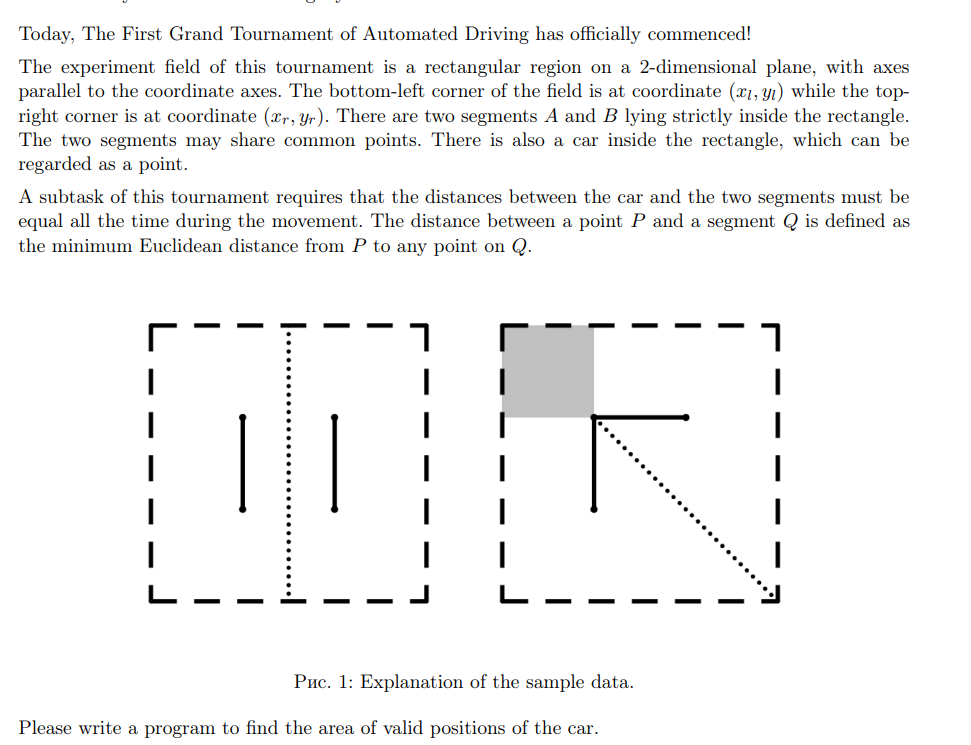 Today, The First Grand Tournament of Automated Driving has officially commenced!
The experiment field of this tournament is a rectangular region on a 2-dimensional plane, with axes
parallel to the coordinate axes. The bottom-left corner of the field is at coordinate (xl, yl) while the top-
right corner is at coordinate (xr, yr). There are two segments A and B lying strictly inside the rectangle.
The two segments may share common points. There is also a car inside the rectangle, which can be
regarded as a point.
A subtask of this tournament requires that the distances between the car and the two segments must be
equal all the time during the movement. The distance between a point P and a segment Q is defined as
the minimum Euclidean distance from P to any point on Q.
Рис. 1: Explanation of the sample data.
Please write a program to find the area of valid positions of the car.